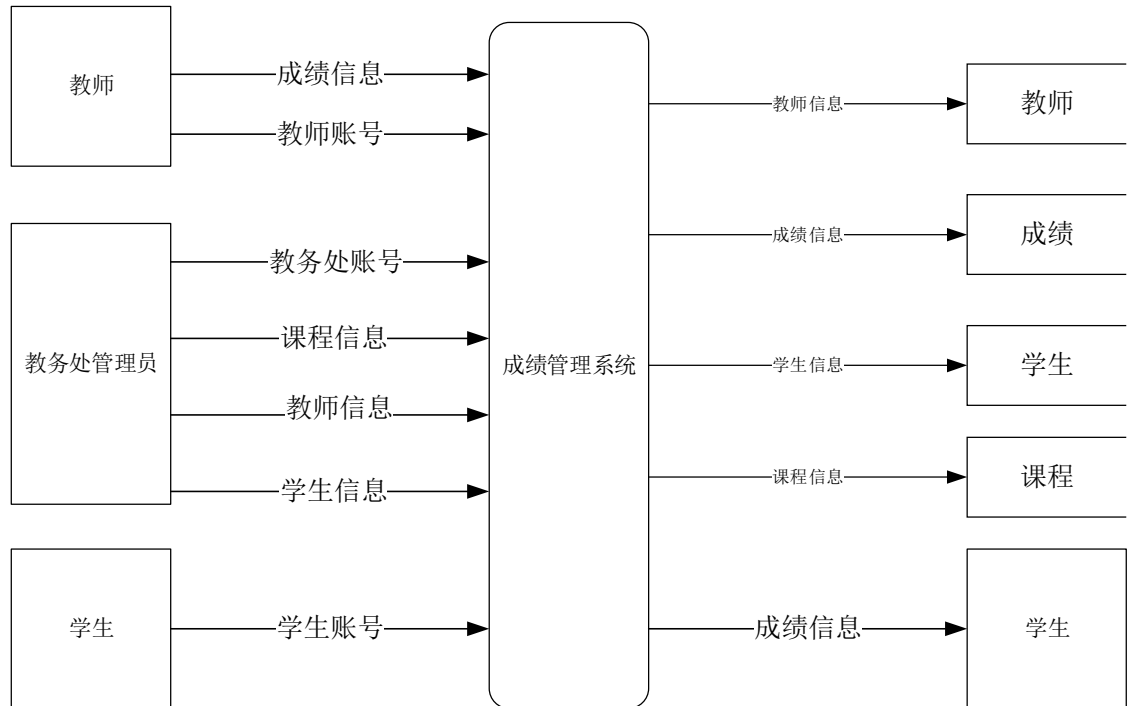 教师
成绩信息
教师账号
教务处管理员
教务处账号
课程信息
教师信息
学生信息
学生
学生账号
成绩管理系统
教师信息
教师
成绩信息
成绩
学生信息
学生
课程信息
课程
成绩信息
学生